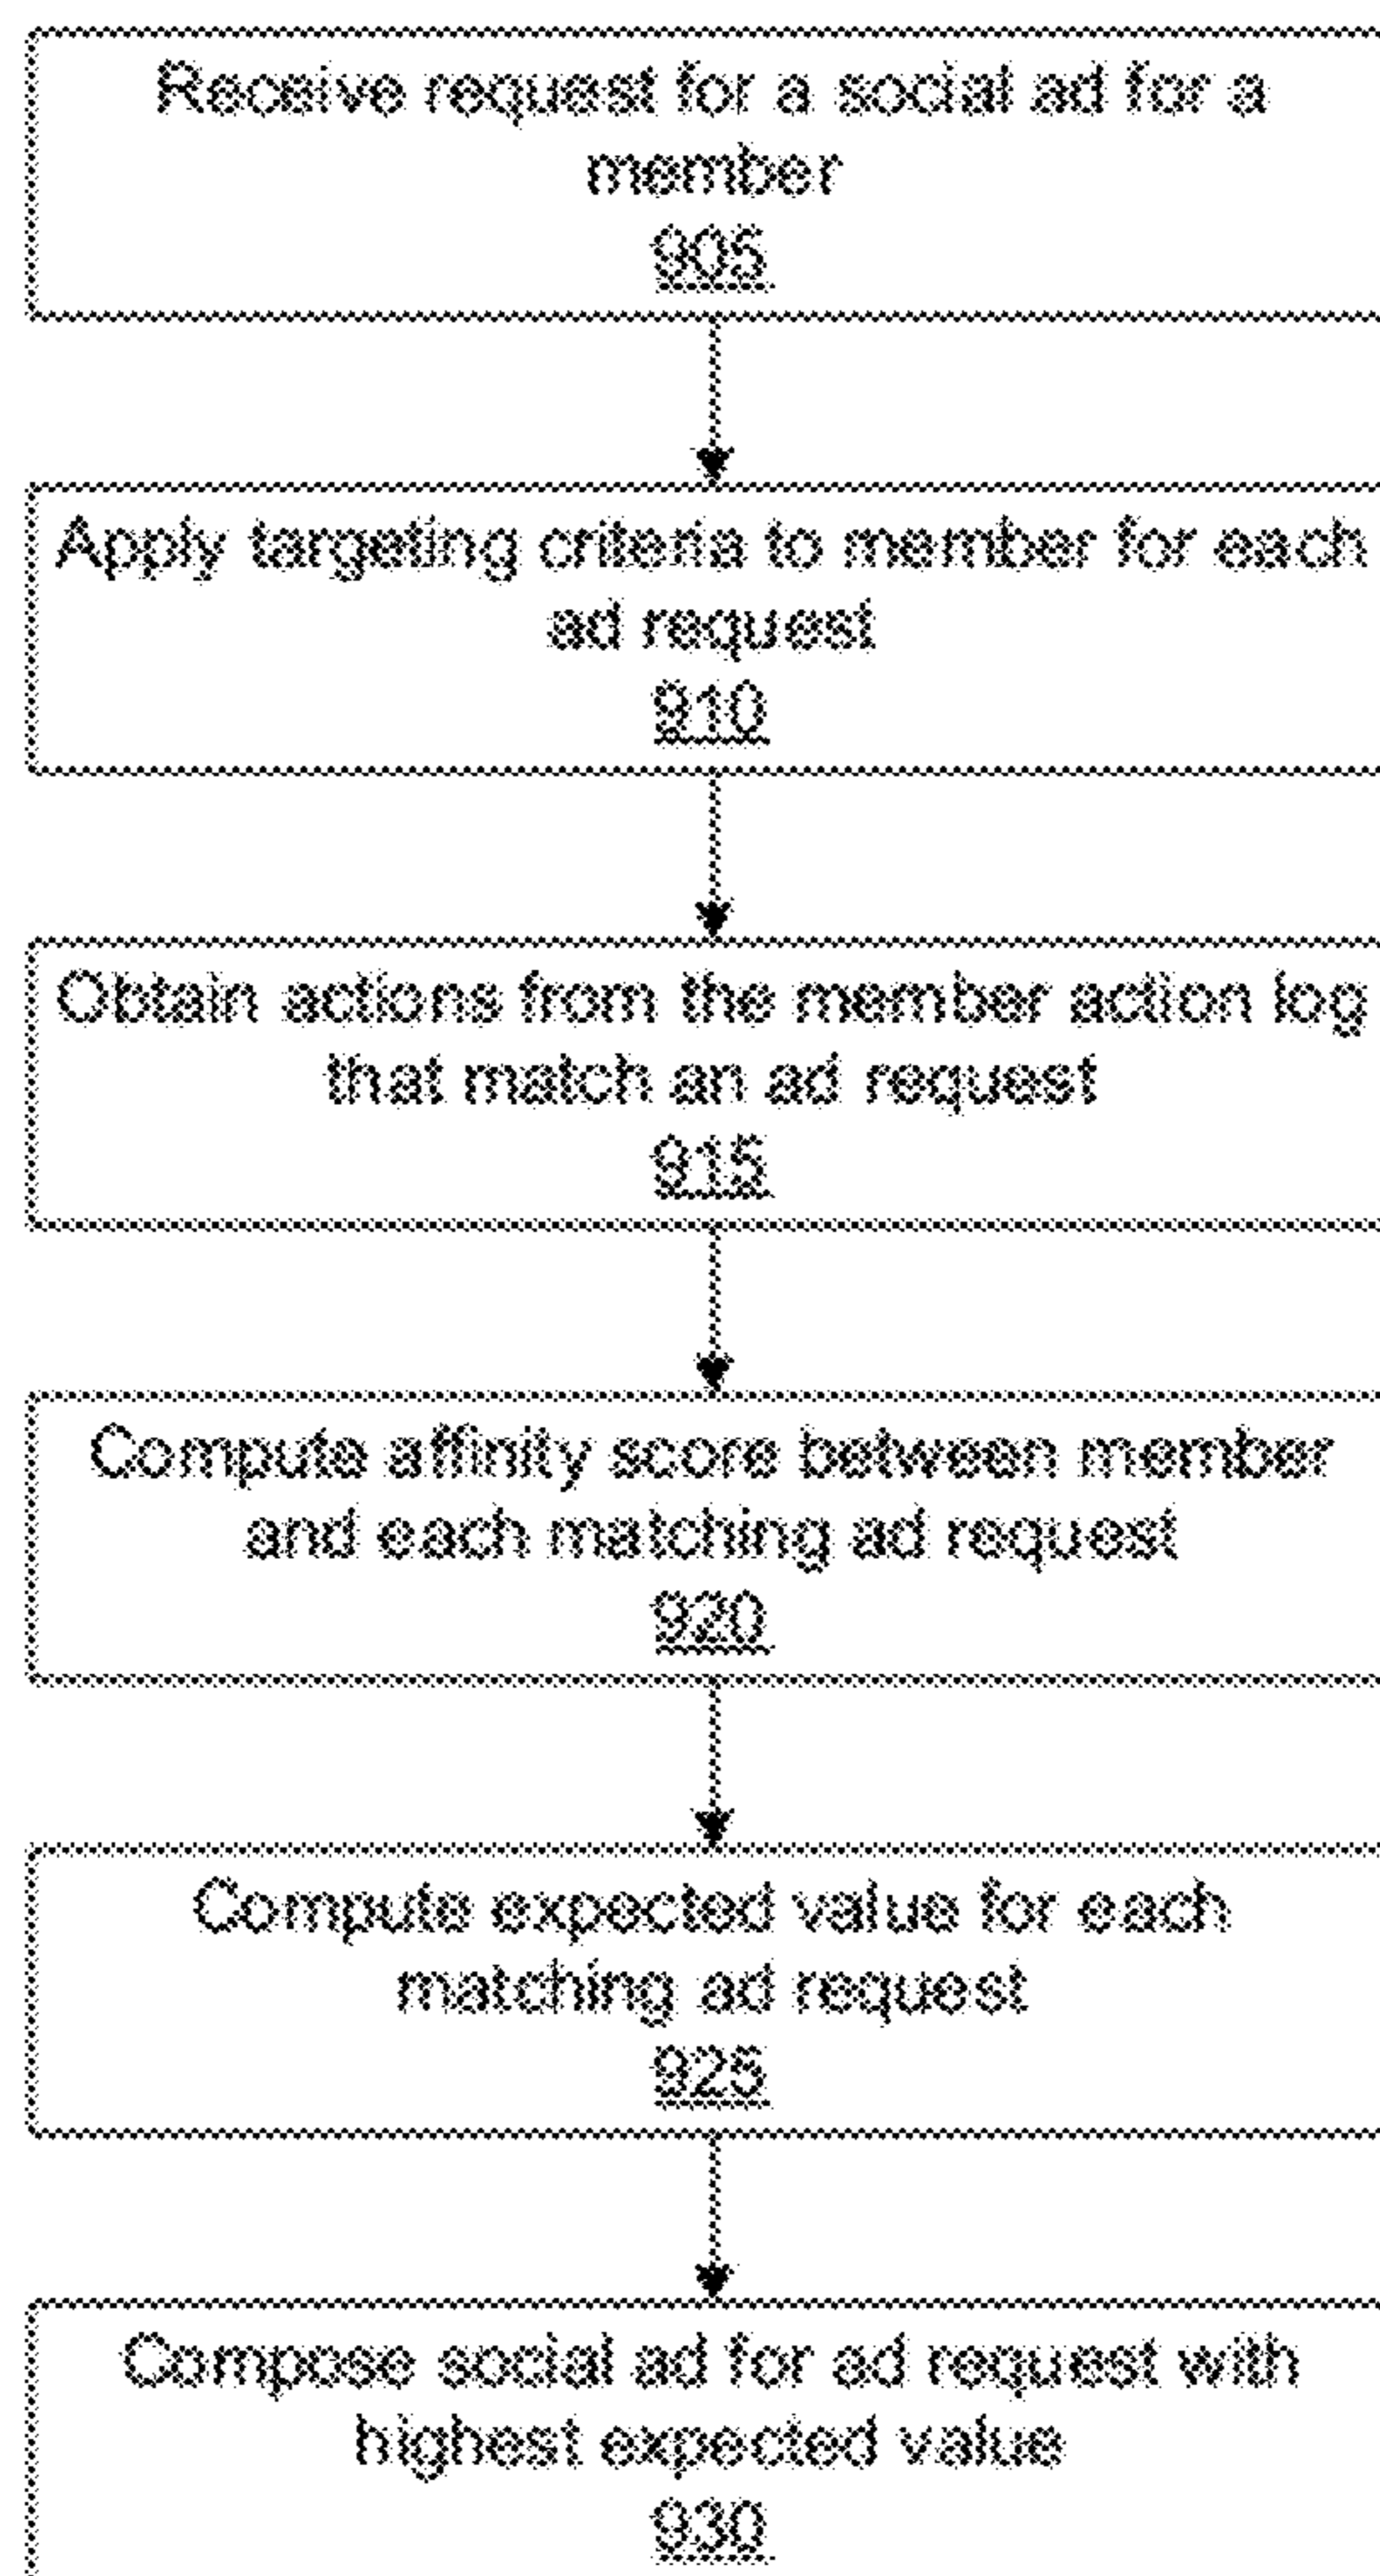 Receive request for a social ad for a
member
905
Apply targeting criteria to member for each
ad request
910
Obtain actions from the member action log
that match an ad request
915
Compute affinity score between member
and each matching ad request
920
Compute expected value for each
matching ad request
925
Compose social ad for ad request with
highest expected value
930